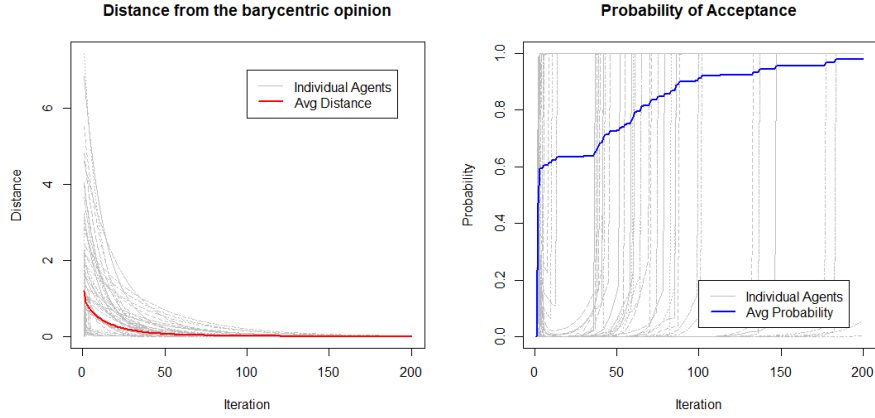 Distance from the barycentric opinion
Distance
6
4
2
0
Individual Agents
Avg Distance
0
50
100
150
200
Iteration
Probability of Acceptance
Probability
1.0
0.8
0.6
0.4
0.2
0.0
Individual Agents
Avg Probability
0
50
100
150
200
Iteration